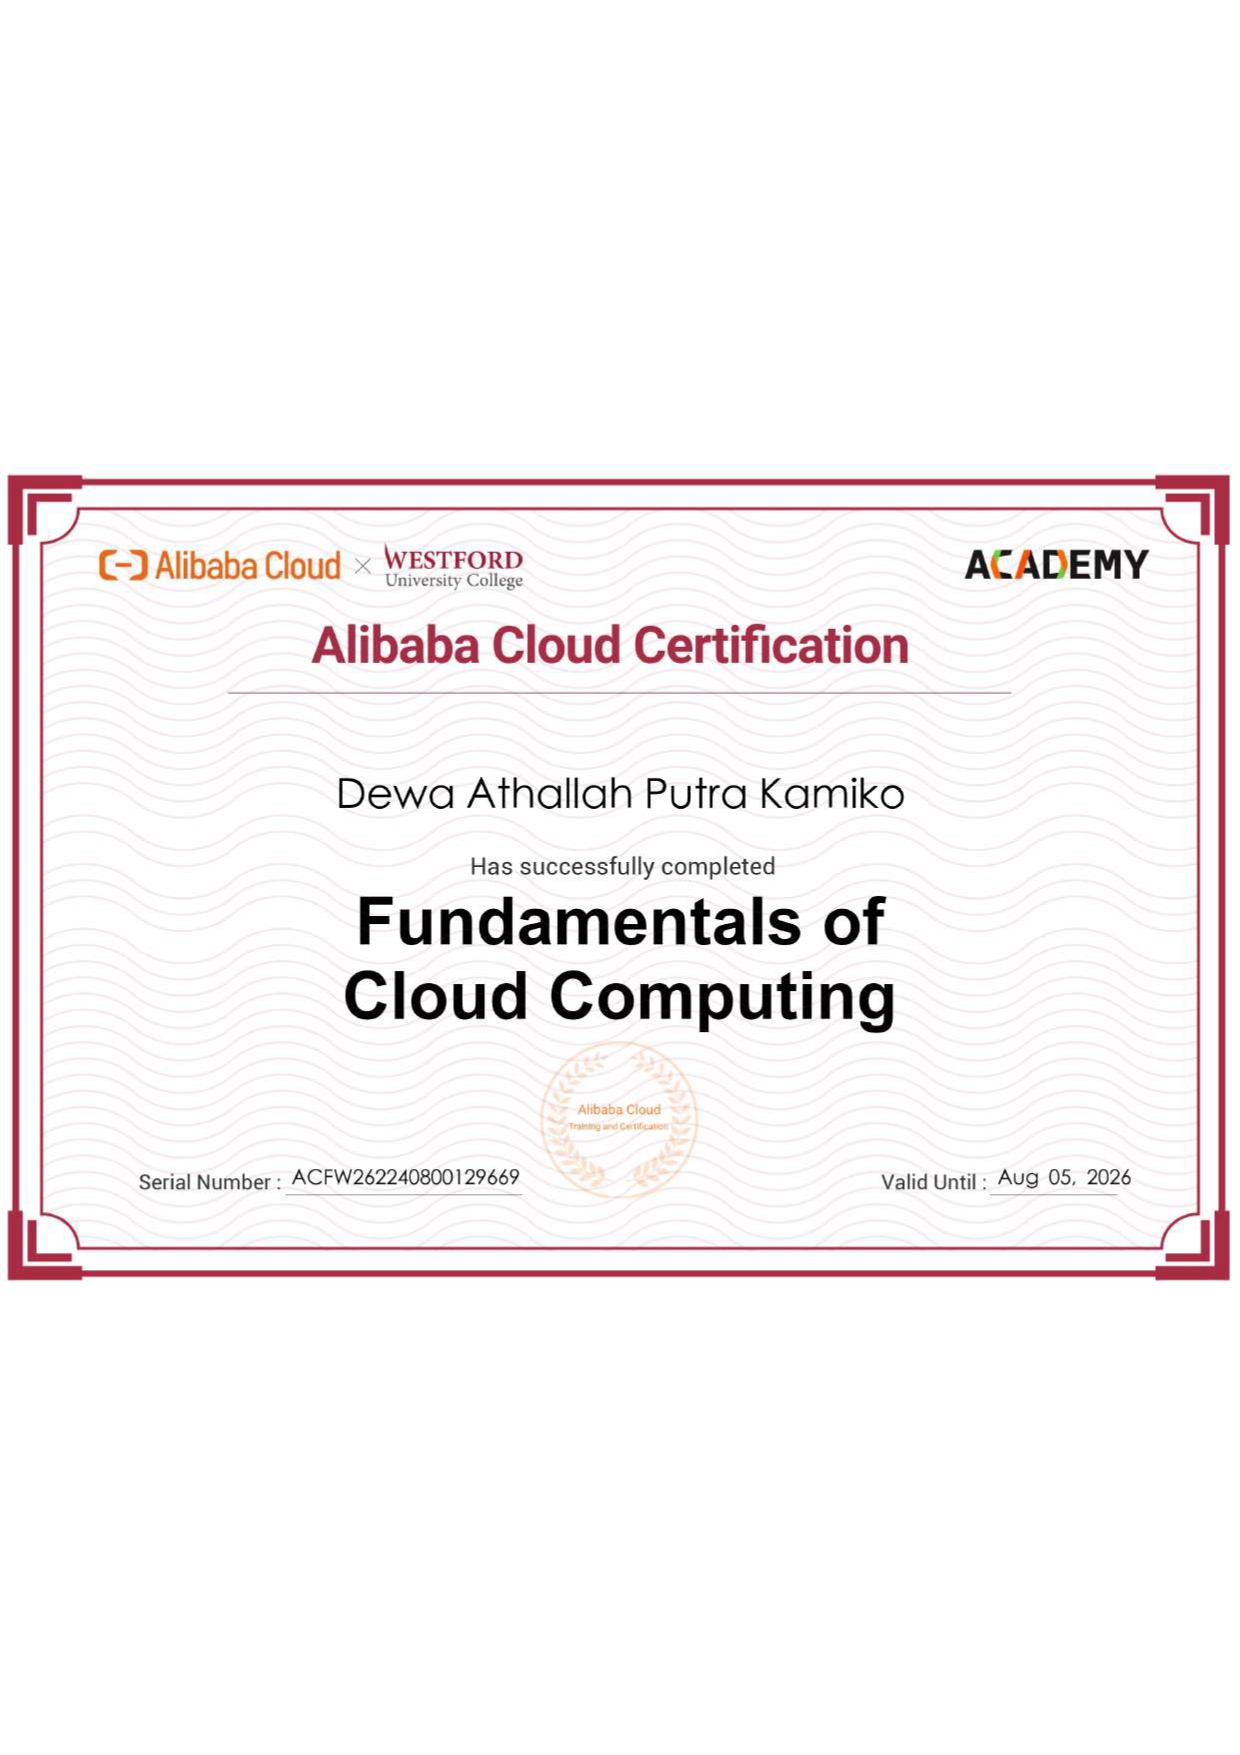 Alibaba Cloud × WESTFORD University College
ACADEMY
Alibaba Cloud Certification
Dewa Athallah Putra Kamiko
Has successfully completed
Fundamentals of
Cloud Computing
Alibaba Cloud
Training and Certification
Serial Number : ACFW262240800129669
Valid Until : Aug 05, 2026